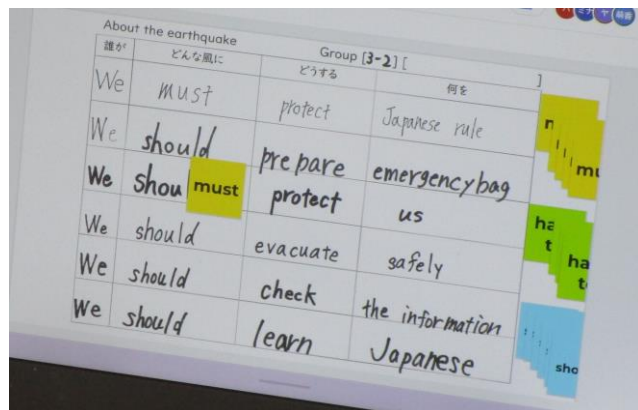 About the earthquake Group [3-2] [ ]
誰が どんな風に どうする 何を
We must protect Japanese rule
We should prepare emergency bag
We shou must protect us
We should evacuate safely
We should check the information
We should learn Japanese
mu
ha
t
ha
t
sho